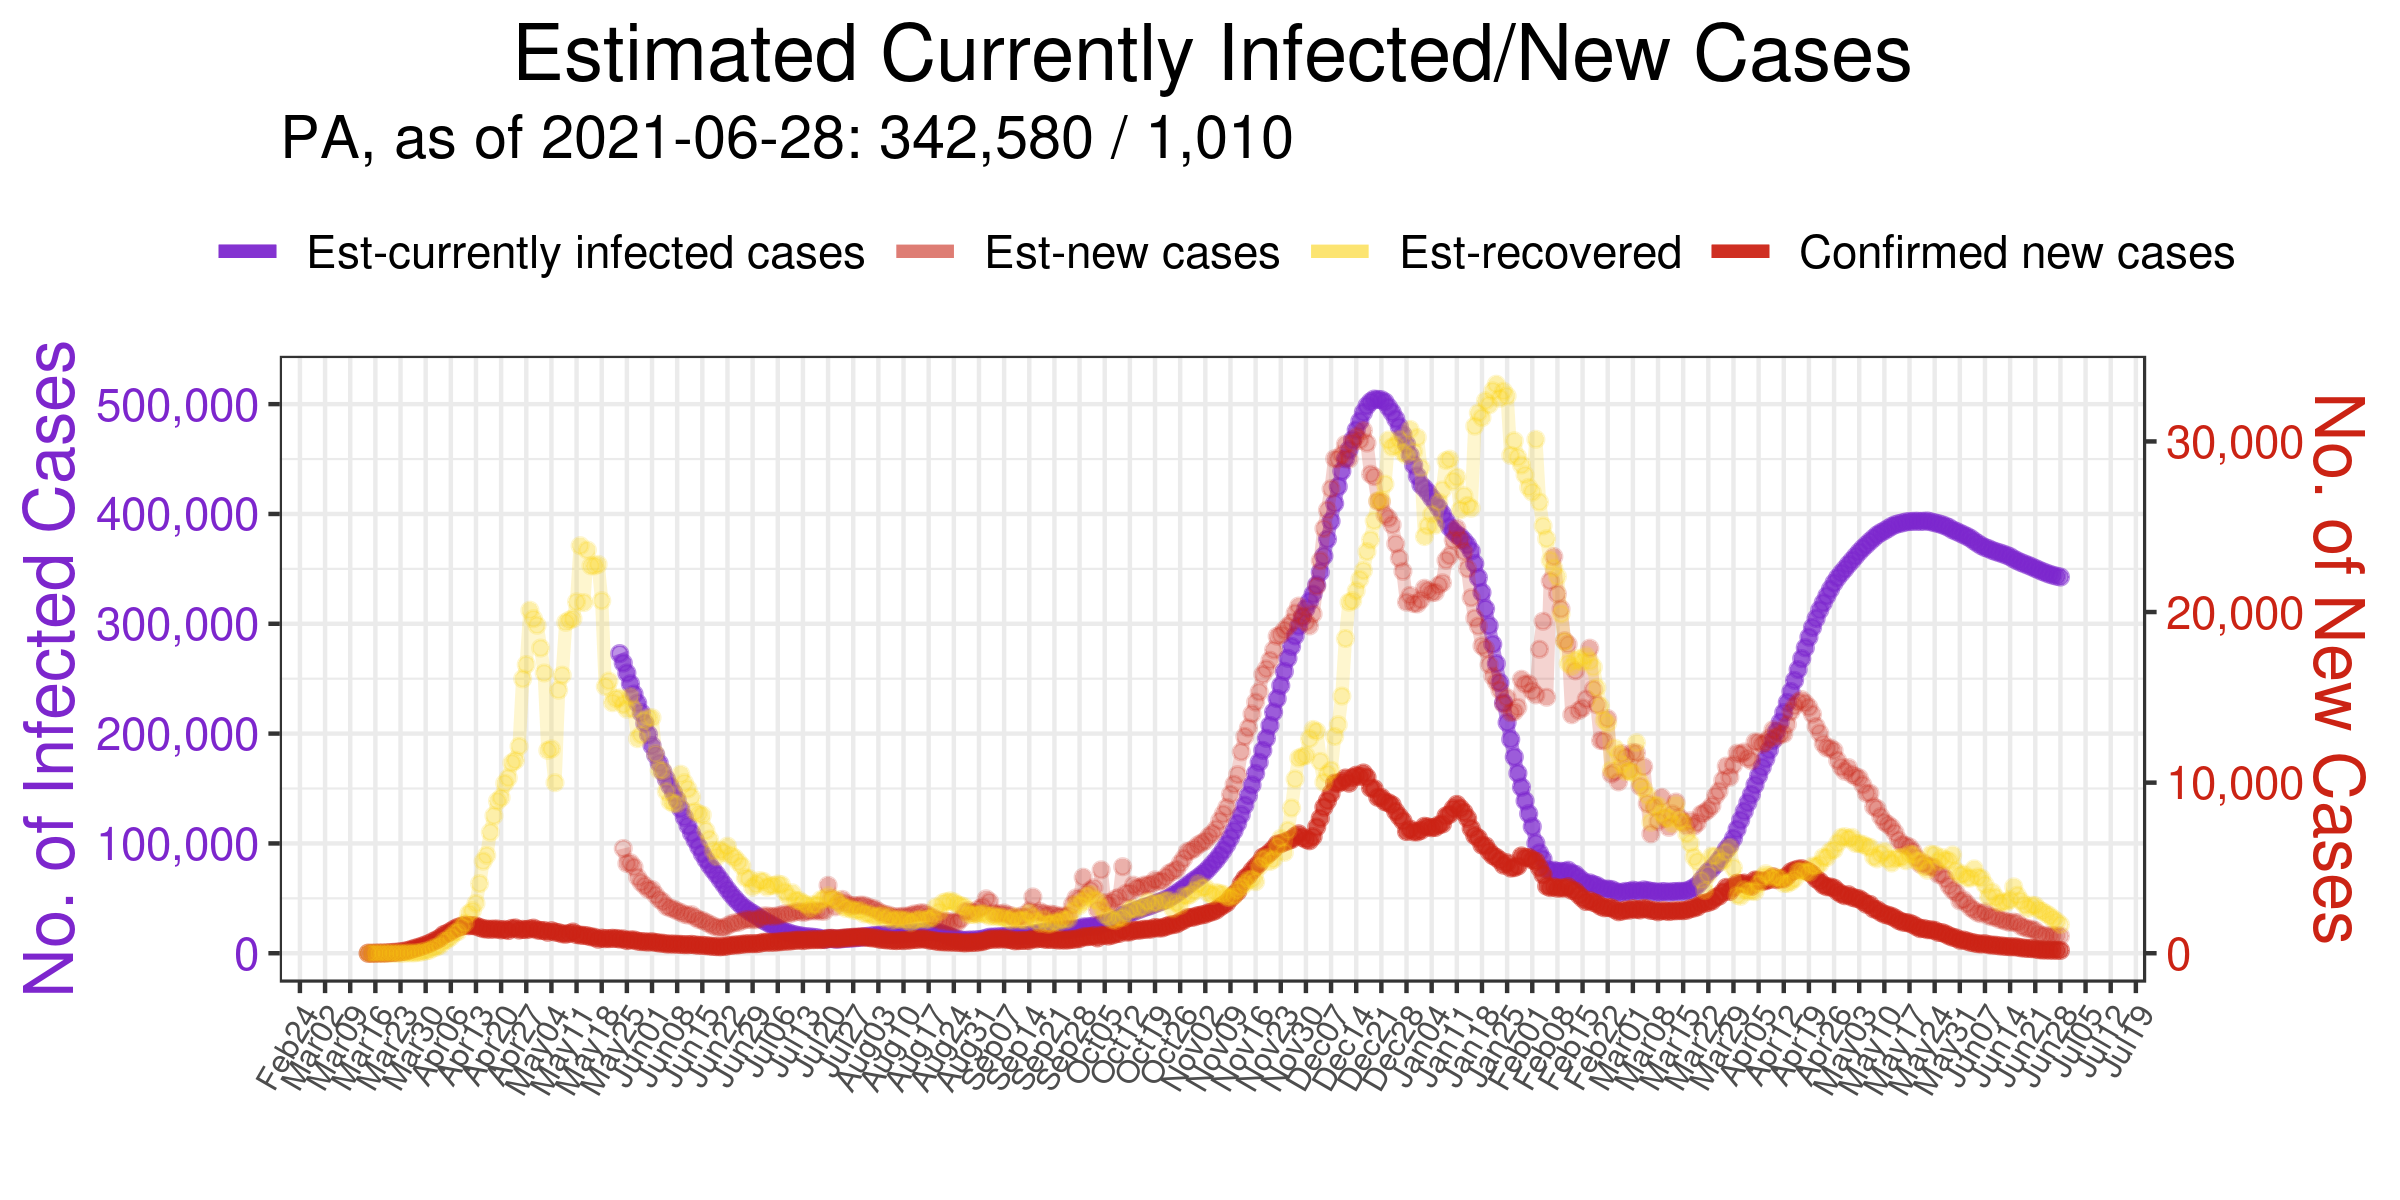 Estimated Currently Infected/New Cases
PA, as of 2021-06-28: 342,580 / 1,010
Est-currently infected cases
Est-new cases
Est-recovered
Confirmed new cases
No. of Infected Cases
500,000
400,000
300,000
200,000
100,000
0
30,000
20,000
10,000
0
No. of New Cases
Feb24
Mar02
Mar09
Mar16
Mar23
Mar30
Apr06
Apr13
Apr20
Apr27
May04
May11
May18
May25
Jun01
Jun08
Jun15
Jun22
Jun29
Jul06
Jul13
Jul20
Jul27
Aug03
Aug10
Aug17
Aug24
Aug31
Sep07
Sep14
Sep21
Sep28
Oct05
Oct12
Oct19
Oct26
Nov02
Nov09
Nov16
Nov23
Nov30
Dec07
Dec14
Dec21
Dec28
Jan04
Jan11
Jan18
Jan25
Feb01
Feb08
Feb15
Feb22
Mar01
Mar08
Mar15
Mar22
Mar29
Apr05
Apr12
Apr19
Apr26
May03
May10
May17
May24
May31
Jun07
Jun14
Jun21
Jun28
Jul05
Jul12
Jul19